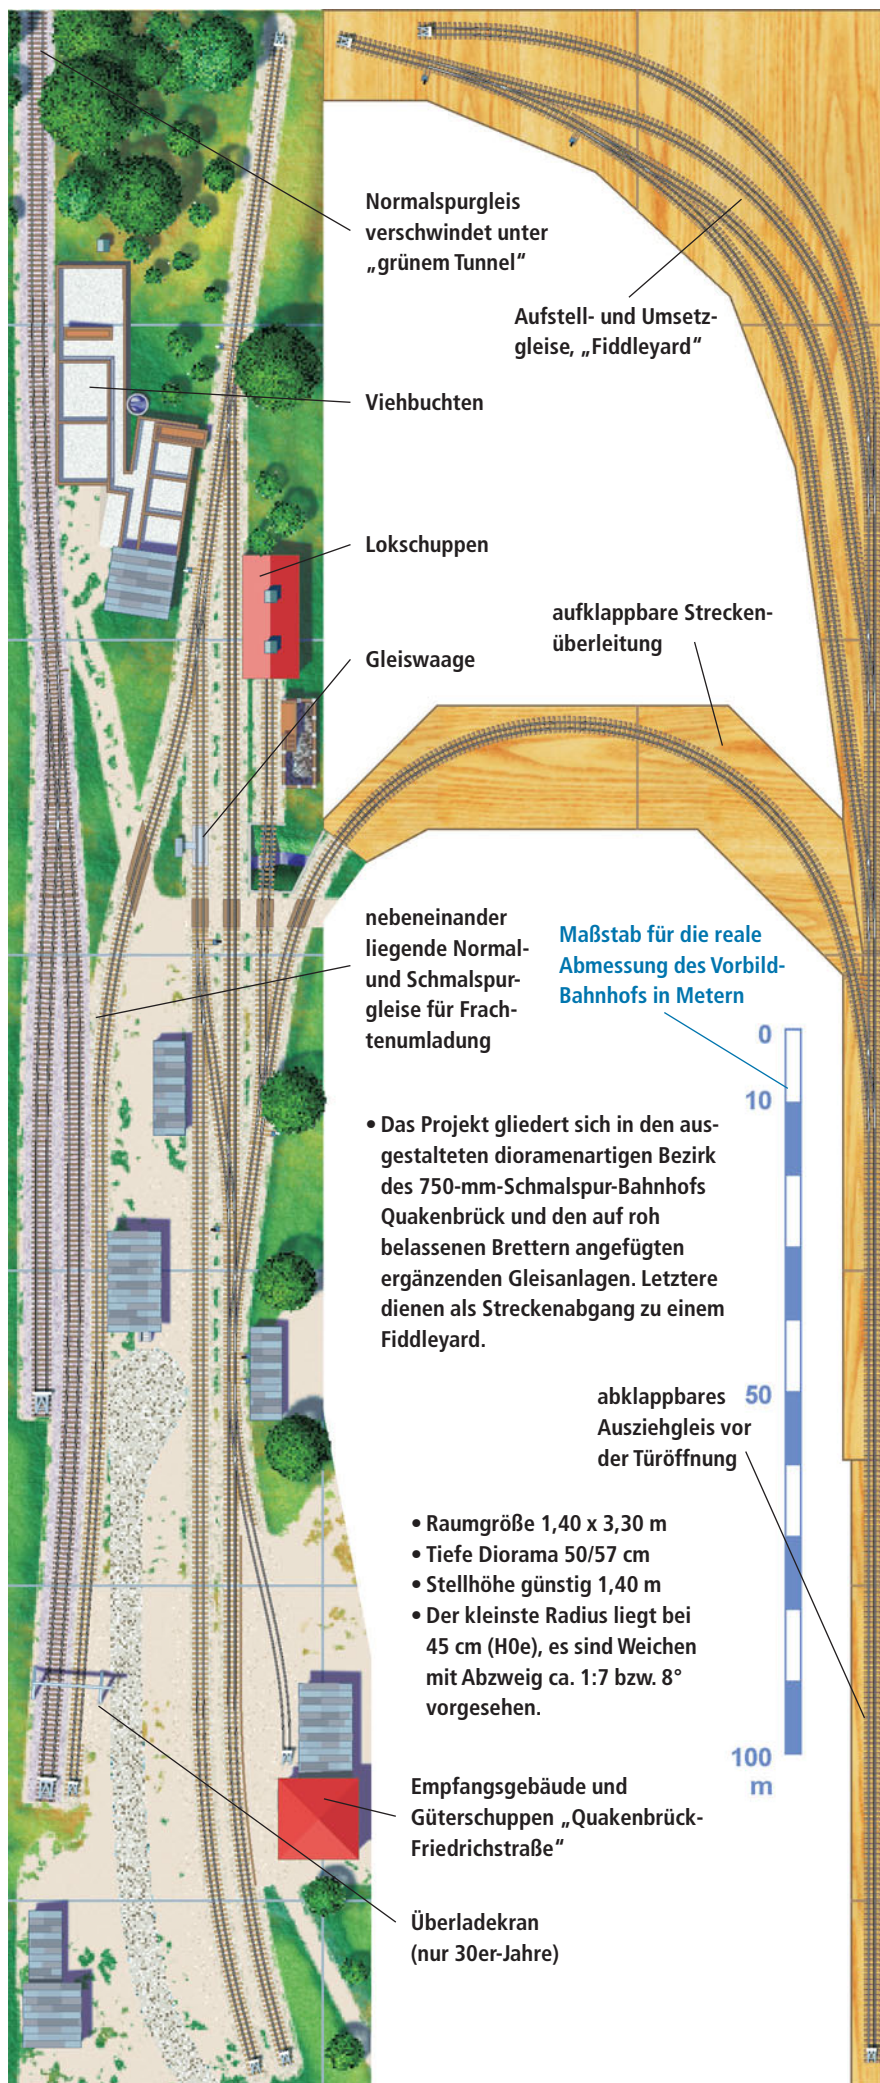 Normalspurgleis
verschwindet unter
„grünem Tunnel“
Aufstell- und Umsetz-
gleise, „Fiddleyard“
Viehbuchten
Lokschuppen
aufklappbare Strecken-
überleitung
Gleiswaage
nebeneinander
liegende Normal-
und Schmalspur-
gleise für Frach-
tenumladung
Maßstab für die reale
Abmessung des Vorbild-
Bahnhofs in Metern
0
10
50
100
m
• Das Projekt gliedert sich in den aus-
gestalteten dioramenartigen Bezirk
des 750-mm-Schmalspur-Bahnhofs
Quakenbrück und den auf roh
belassenen Brettern angefügten
ergänzenden Gleisanlagen. Letztere
dienen als Streckenabgang zu einem
Fiddleyard.
abklappbares
Ausziehgleis vor
der Türöffnung
• Raumgröße 1,40 x 3,30 m
• Tiefe Diorama 50/57 cm
• Stellhöhe günstig 1,40 m
• Der kleinste Radius liegt bei
45 cm (H0e), es sind Weichen
mit Abzweig ca. 1:7 bzw. 8°
vorgesehen.
Empfangsgebäude und
Güterschuppen „Quakenbrück-
Friedrichstraße“
Überladekran
(nur 30er-Jahre)